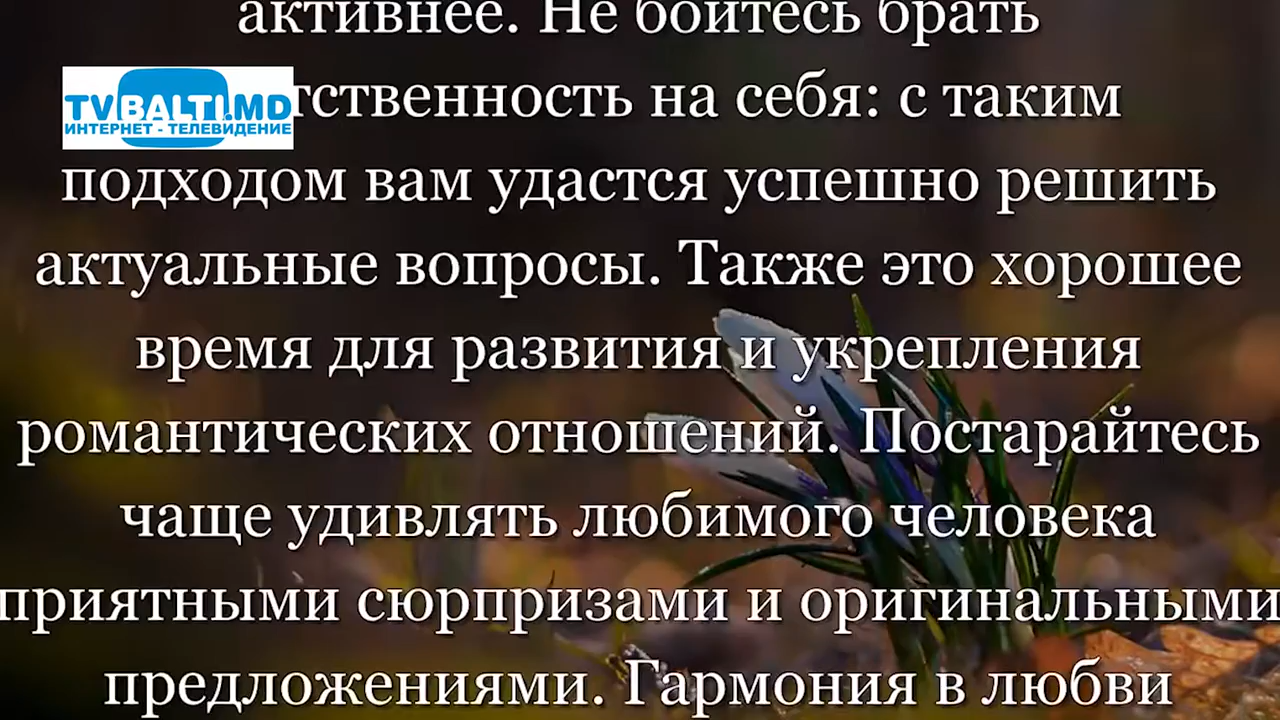 активнее. Не бойтесь брать
TVBALTI.MD
ИНТЕРНЕТ - ТЕЛЕВИДЕНИЕ
тственность на себя: с таким
подходом вам удастся успешно решить
актуальные вопросы. Также это хорошее
время для развития и укрепления
романтических отношений. Постарайтесь
чаще удивлять любимого человека
приятными сюрпризами и оригинальными
предложениями. Гармония в любви